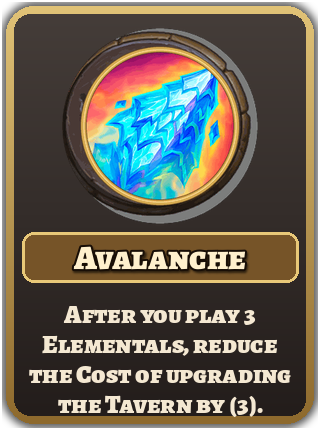 Avalanche
After you play 3
Elementals, reduce
the Cost of upgrading
the Tavern by (3).